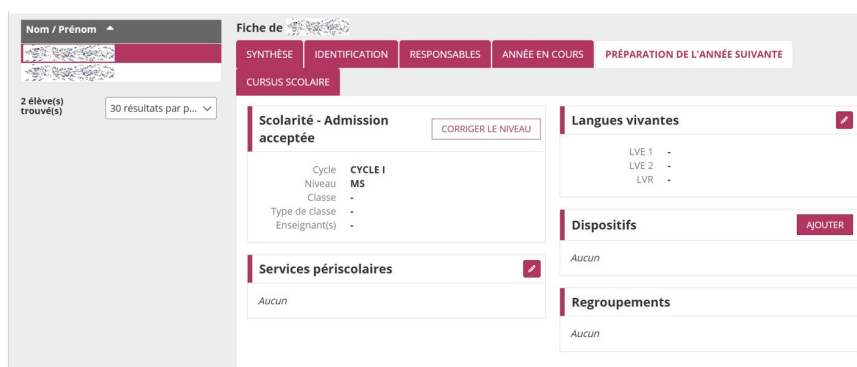 Nom / Prénom
2 élève(s) trouvé(s)
30 résultats par p...
Fiche de
SYNTHÈSE
IDENTIFICATION
RESPONSABLES
ANNÉE EN COURS
PRÉPARATION DE L'ANNÉE SUIVANTE
CURSUS SCOLAIRE
Scolarité - Admission
acceptée
CORRIGER LE NIVEAU
Cycle CYCLE I
Niveau MS
Classe -
Type de classe -
Enseignant(s) -
Services périscolaires
Aucun
Langues vivantes
LVE 1 -
LVE 2 -
LVR -
Dispositifs
AJOUTER
Aucun
Regroupements
Aucun